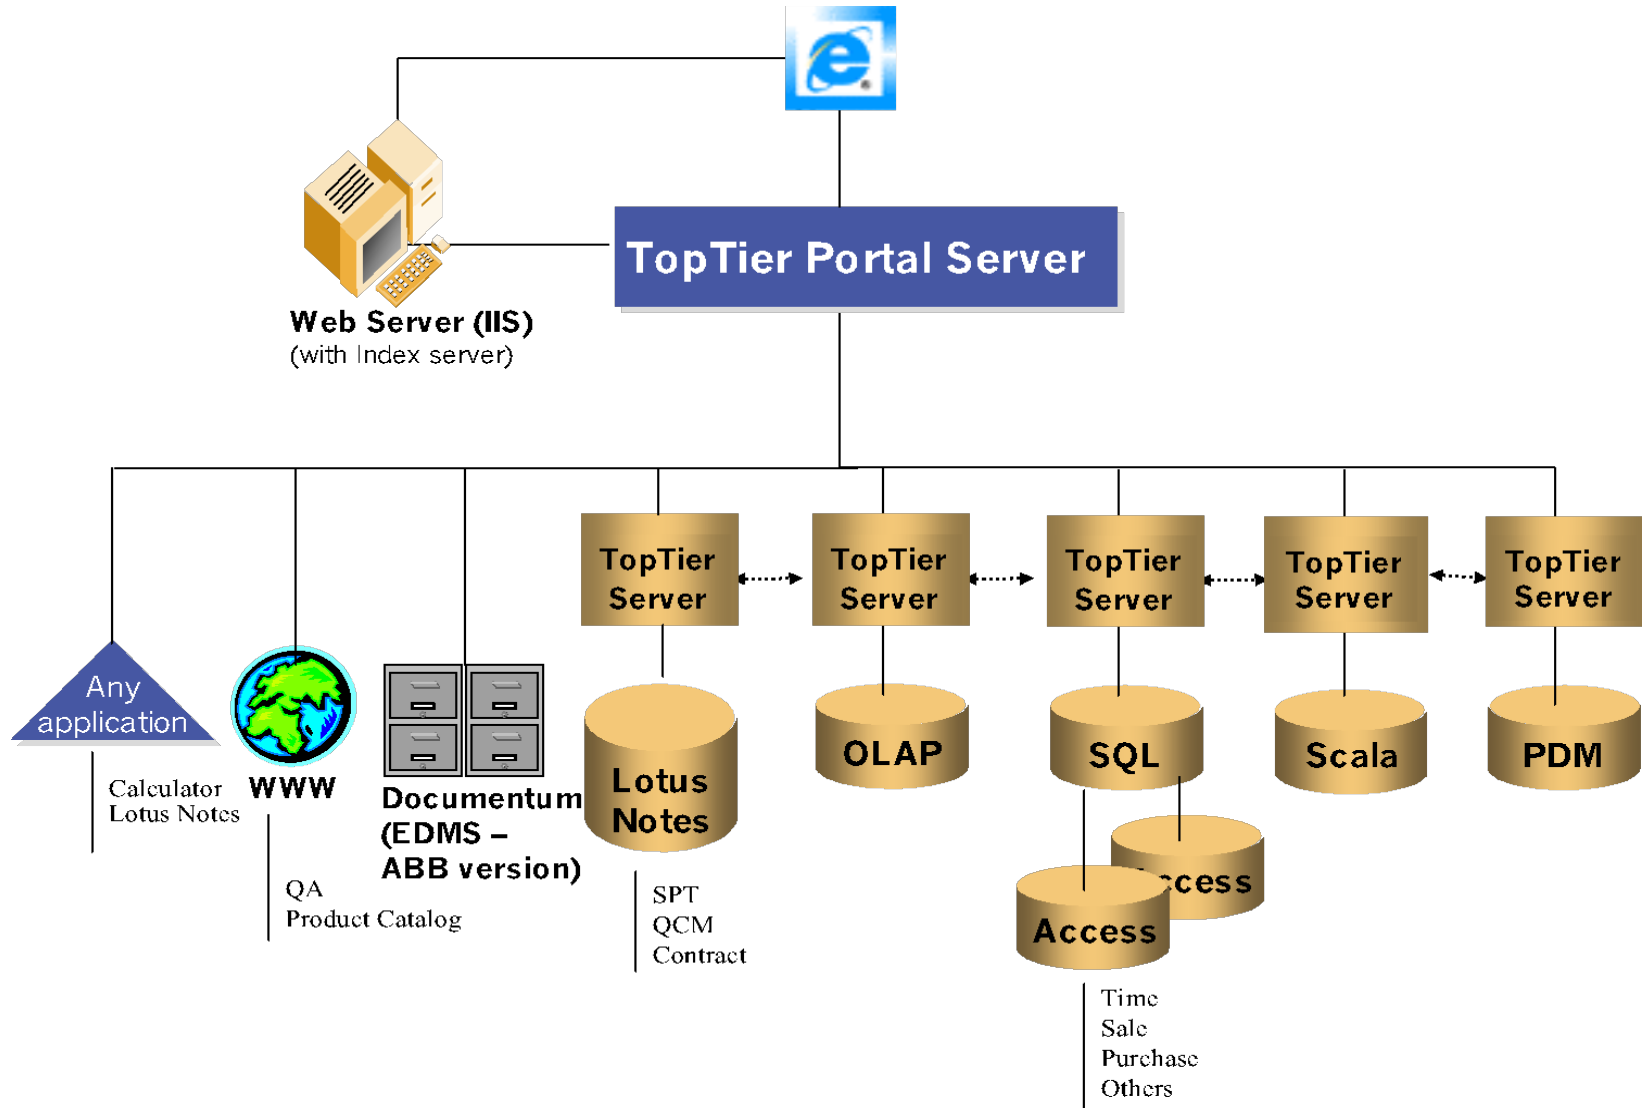 e
®
TopTier Portal Server
Web Server (IIS)
(with Index server)
TopTier
Server
TopTier
Server
TopTier
Server
TopTier
Server
TopTier
Server
Any
application
Calculator
Lotus Notes
WWW
QA
Product Catalog
Documentum
(EDMS –
ABB version)
Lotus
Notes
SPT
QCM
Contract
OLAP
SQL
Access
Access
Time
Sale
Purchase
Others
Scala
PDM